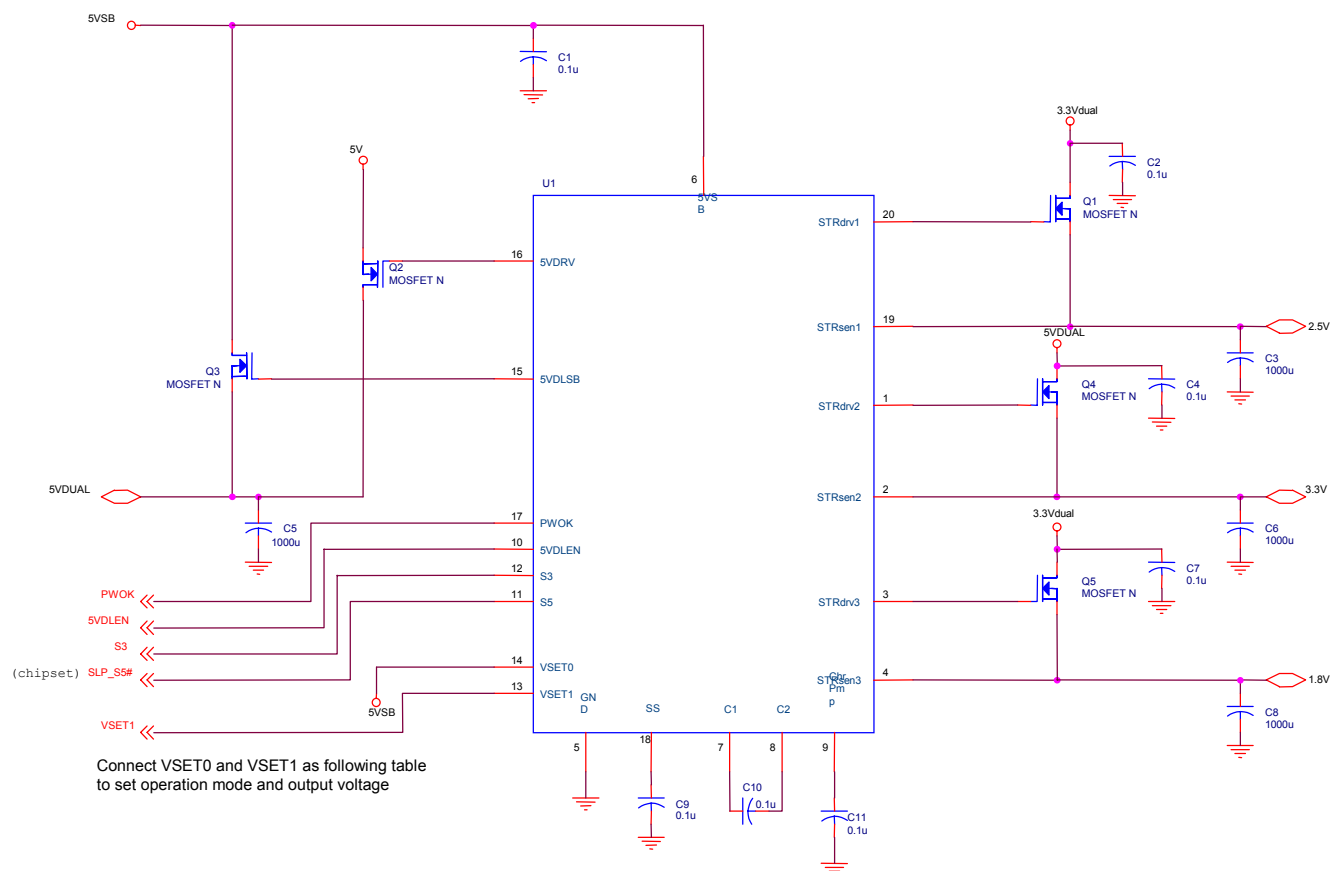 5VSB
C1
0.1u
3.3Vdual
C2
0.1u
5V
6
U1
5VS
B
Q1
MOSFET N
STRdrv1
20
16
5VDRV
Q2
MOSFET N
STRsen1
19
2.5V
5VDUAL
C3
1000u
Q3
MOSFET N
15
5VDLSB
Q4
MOSFET N
C4
0.1u
STRdrv2
1
5VDUAL
STRsen2
2
3.3V
C5
1000u
17
PWOK
3.3Vdual
C6
1000u
10
5VDLEN
12
S3
C7
0.1u
Q5
MOSFET N
11
S5
STRdrv3
3
PWOK
5VDLEN
S3
(chipset)
SLP_S5#
14
VSET0
13
VSET1
STRsen3
4
1.8V
Chr
Pm
p
5VSB
GN
D
SS
C1
C2
C8
1000u
VSET1
5
18
7
8
9
Connect VSET0 and VSET1 as following table
to set operation mode and output voltage
C9
0.1u
C10
0.1u
C11
0.1u